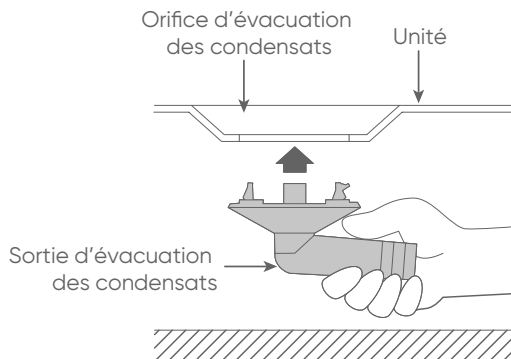 Orifice d’évacuation
des condensats
Unité
Sortie d’évacuation
des condensats